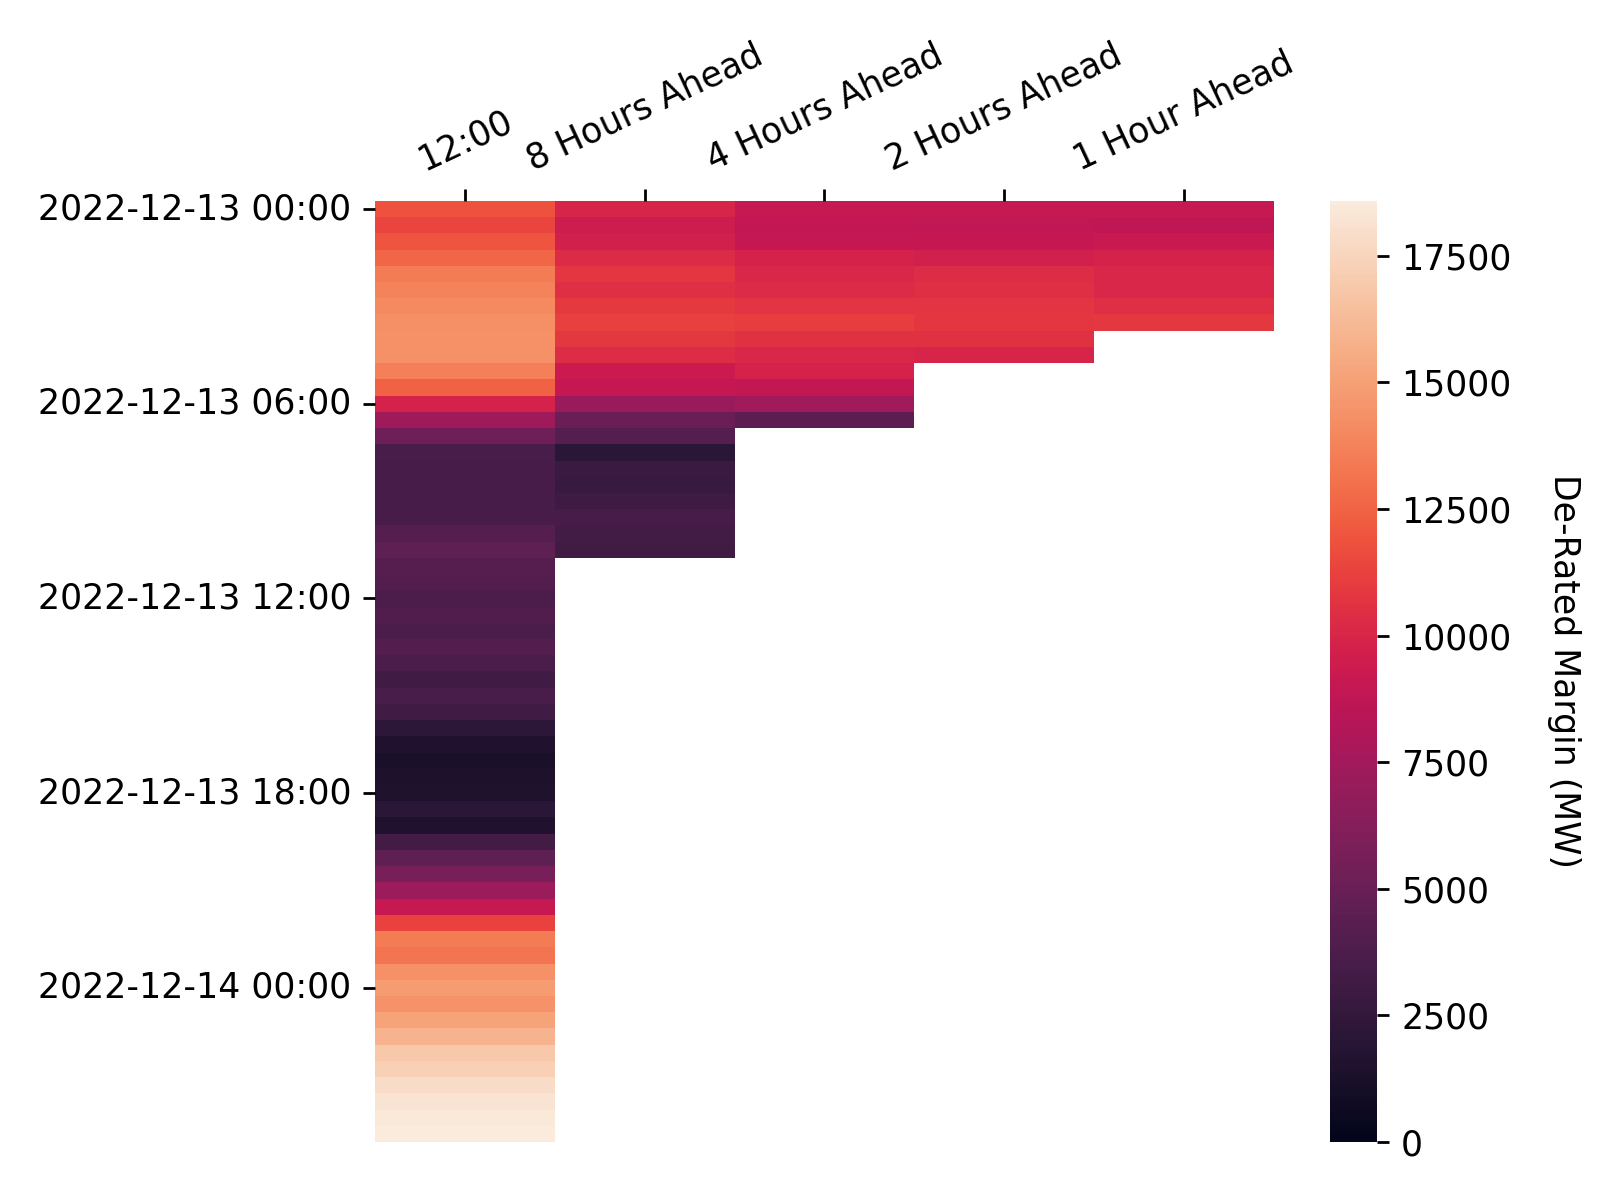 12:00
8 Hours Ahead
4 Hours Ahead
2 Hours Ahead
1 Hour Ahead
2022-12-13 00:00
2022-12-13 06:00
2022-12-13 12:00
2022-12-13 18:00
2022-12-14 00:00
17500
15000
12500
10000
7500
5000
2500
0
De-Rated Margin (MW)